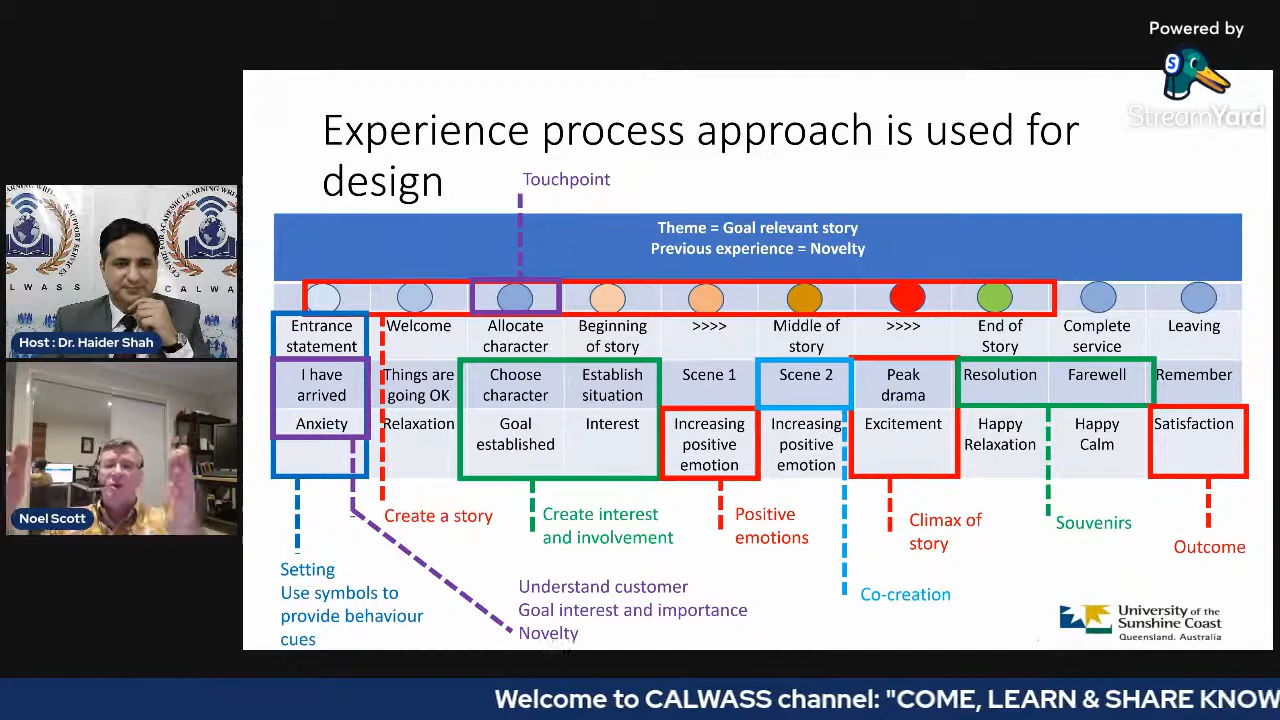 Powered by
StreamYard
Experience process approach is used for
design
Touchpoint
Theme = Goal relevant story
Previous experience = Novelty
Entrance statement
Welcome
Allocate character
Beginning of story
>>>>
Middle of story
>>>>
End of Story
Complete service
Leaving
I have arrived
Things are going OK
Choose character
Establish situation
Scene 1
Scene 2
Peak drama
Resolution
Farewell
Remember
Anxiety
Relaxation
Goal established
Interest
Increasing positive emotion
Increasing positive emotion
Excitement
Happy Relaxation
Happy Calm
Satisfaction
Create a story
Create interest
and involvement
Positive
emotions
Climax of
story
Souvenirs
Outcome
Setting
Use symbols to
provide behaviour
cues
Understand customer
Goal interest and importance
Novelty
Co-creation
University of the
Sunshine Coast
Queensland, Australia
CALWASS
Host : Dr. Haider Shah
Noel Scott
Welcome to CALWASS channel: "COME, LEARN & SHARE KNOW